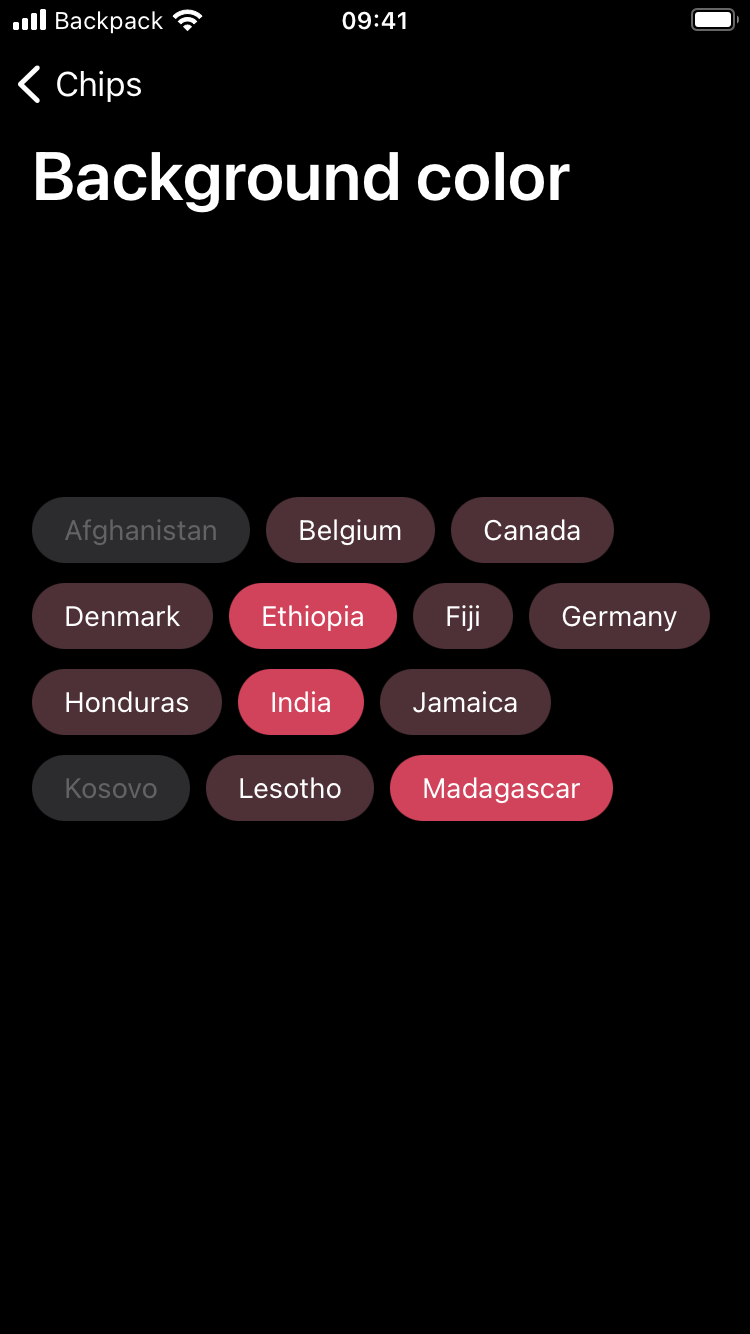 Backpack 09:41
Chips
Background color
Afghanistan Belgium Canada
Denmark Ethiopia Fiji Germany
Honduras India Jamaica
Kosovo Lesotho Madagascar